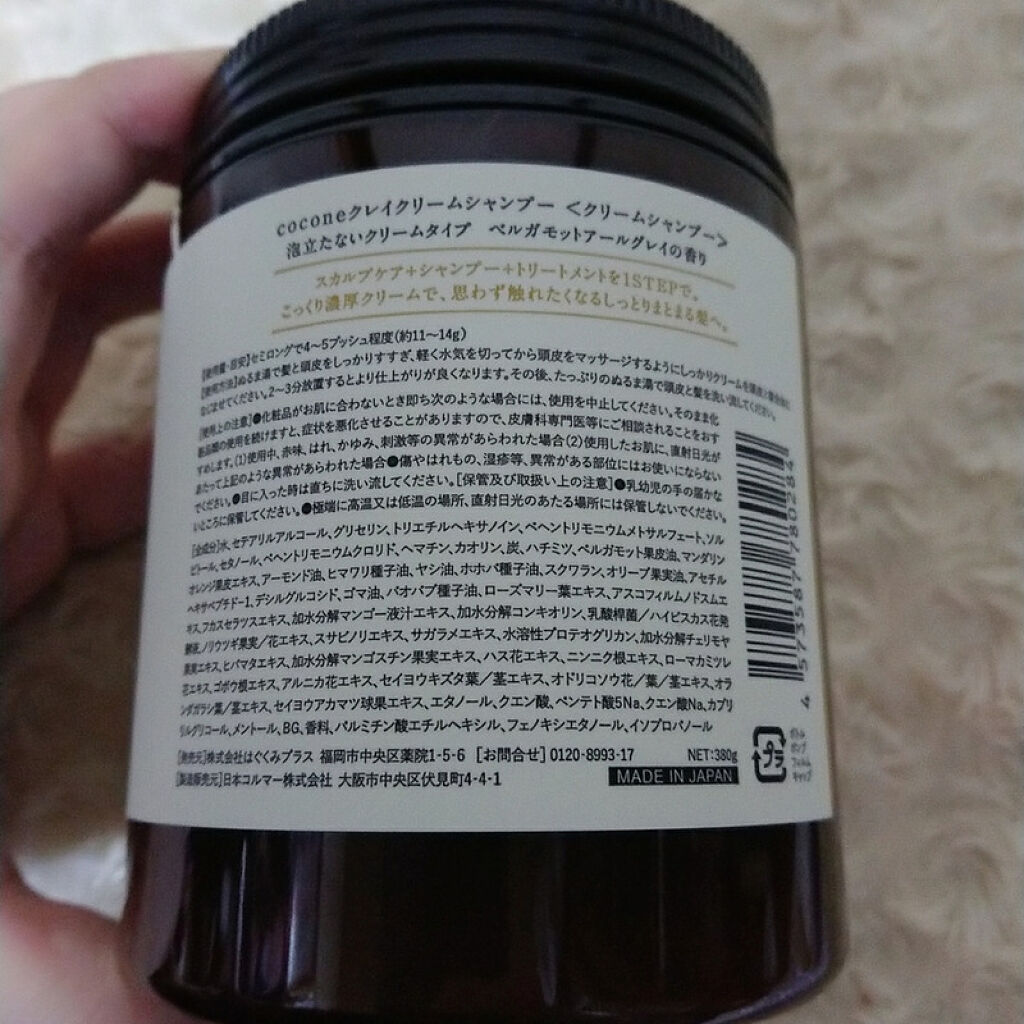 coconeクレイクリームシャンプー <クリームシャンプー>
泡立たないクリームタイプ ベルガモットアールグレイの香り
スカルプケア+シャンプー+トリートメントを1STEPで。
こっくり濃厚クリームで、思わず触れたくなるしっとりまとまる髪へ。
【使用量・目安】セミロングで4〜5プッシュ程度(約11〜14g)
【使用方法】ぬるま湯で髪と頭皮をしっかりすすぎ、軽く水気を切ってから頭皮をマッサージするようにしっかりクリームを頭皮と
なじませてください。2〜3分放置するとより仕上がりが良くなります。その後、たっぷりのぬるま湯で頭皮と髪を洗い流してください。
【使用上の注意】●化粧品がお肌に合わないとき即ち次のような場合には、使用を中止してください。そのまま化
粧品類の使用を続けますと、症状を悪化させることがありますので、皮膚科専門医等にご相談されることをおす
すめします。(1)使用中、赤味、はれ、かゆみ、刺激等の異常があらわれた場合(2)使用したお肌に、直射日光が
あたって上記のような異常があらわれた場合●傷やはれもの、湿疹等、異常がある部位にはお使いにならない
でください。●目に入った時は直ちに洗い流してください。[保管及び取扱い上の注意]●乳幼児の手の届かな
いところに保管してください。●極端に高温又は低温の場所、直射日光のあたる場所には保管しないでください。
[全成分]水、セテアリルアルコール、グリセリン、トリエチルヘキサノイン、ベヘントリモニウムメトサルフェート、ソル
ビトール、セタノール、ベヘントリモニウムクロリド、ヘマチン、カオリン、炭、ハチミツ、ベルガモット果皮油、マンダリン
オレンジ果皮エキス、アーモンド油、ヒマワリ種子油、ヤシ油、ホホバ種子油、スクワラン、オリーブ果実油、アセチル
ヘキサペプチド-1、デシルグルコシド、ゴマ油、バオバブ種子油、ローズマリー葉エキス、アスコフィルムノドスムエ
キス、フカスセラツスエキス、加水分解マンゴー液汁エキス、加水分解コンキオリン、乳酸桿菌/ハイビスカス花発
酵液、ノリウツギ果実/花エキス、スサビノリエキス、サガラメエキス、水溶性プロテオグリカン、加水分解チェリモヤ
果実エキス、ヒバマタエキス、加水分解マンゴスチン果実エキス、ハス花エキス、ニンニク根エキス、ローマカミツレ
花エキス、ゴボウ根エキス、アルニカ花エキス、セイヨウキズタ葉/茎エキス、オドリコソウ花/葉/茎エキス、オラ
ンダガラシ葉/茎エキス、セイヨウアカマツ球果エキス、エタノール、クエン酸、ペンテト酸5Na、クエン酸Na、カプリ
リルグリコール、メントール、BG、香料、パルミチン酸エチルヘキシル、フェノキシエタノール、イソプロパノール
[発売元]株式会社はぐくみプラス 福岡市中央区薬院1-5-6 [お問合せ]0120-8993-17 NET:380g
[製造販売元]日本コルマー株式会社 大阪市中央区伏見町4-4-1 MADE IN JAPAN
プラ
ボトル
ポンプ
フィルム
キャップ
4573587780284